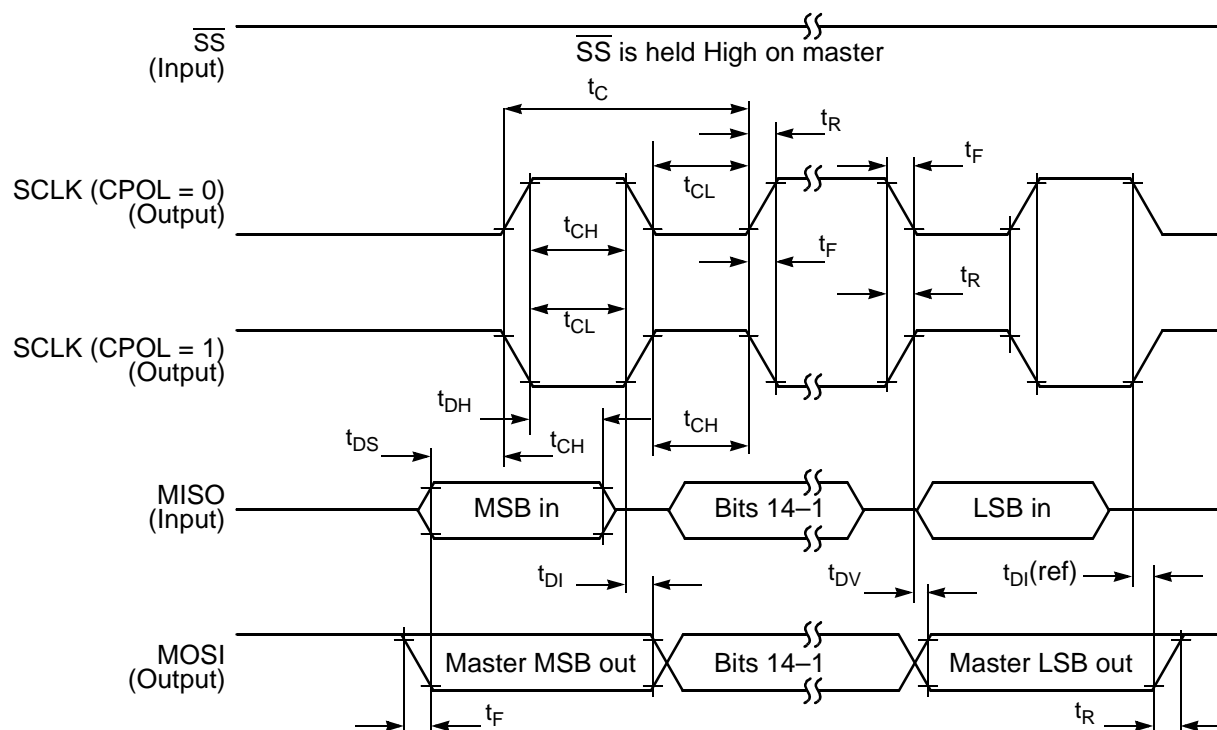 S̅S̅
(Input)
S̅S̅ is held High on master
tC
tR
tF
SCLK (CPOL = 0)
(Output)
tCL
tCH
tF
tR
tCL
SCLK (CPOL = 1)
(Output)
tDH
tCH
tCH
tDS
MISO
(Input)
MSB in
Bits 14–1
LSB in
tDI
tDV
tDI(ref)
MOSI
(Output)
Master MSB out
Bits 14–1
Master LSB out
tF
tR